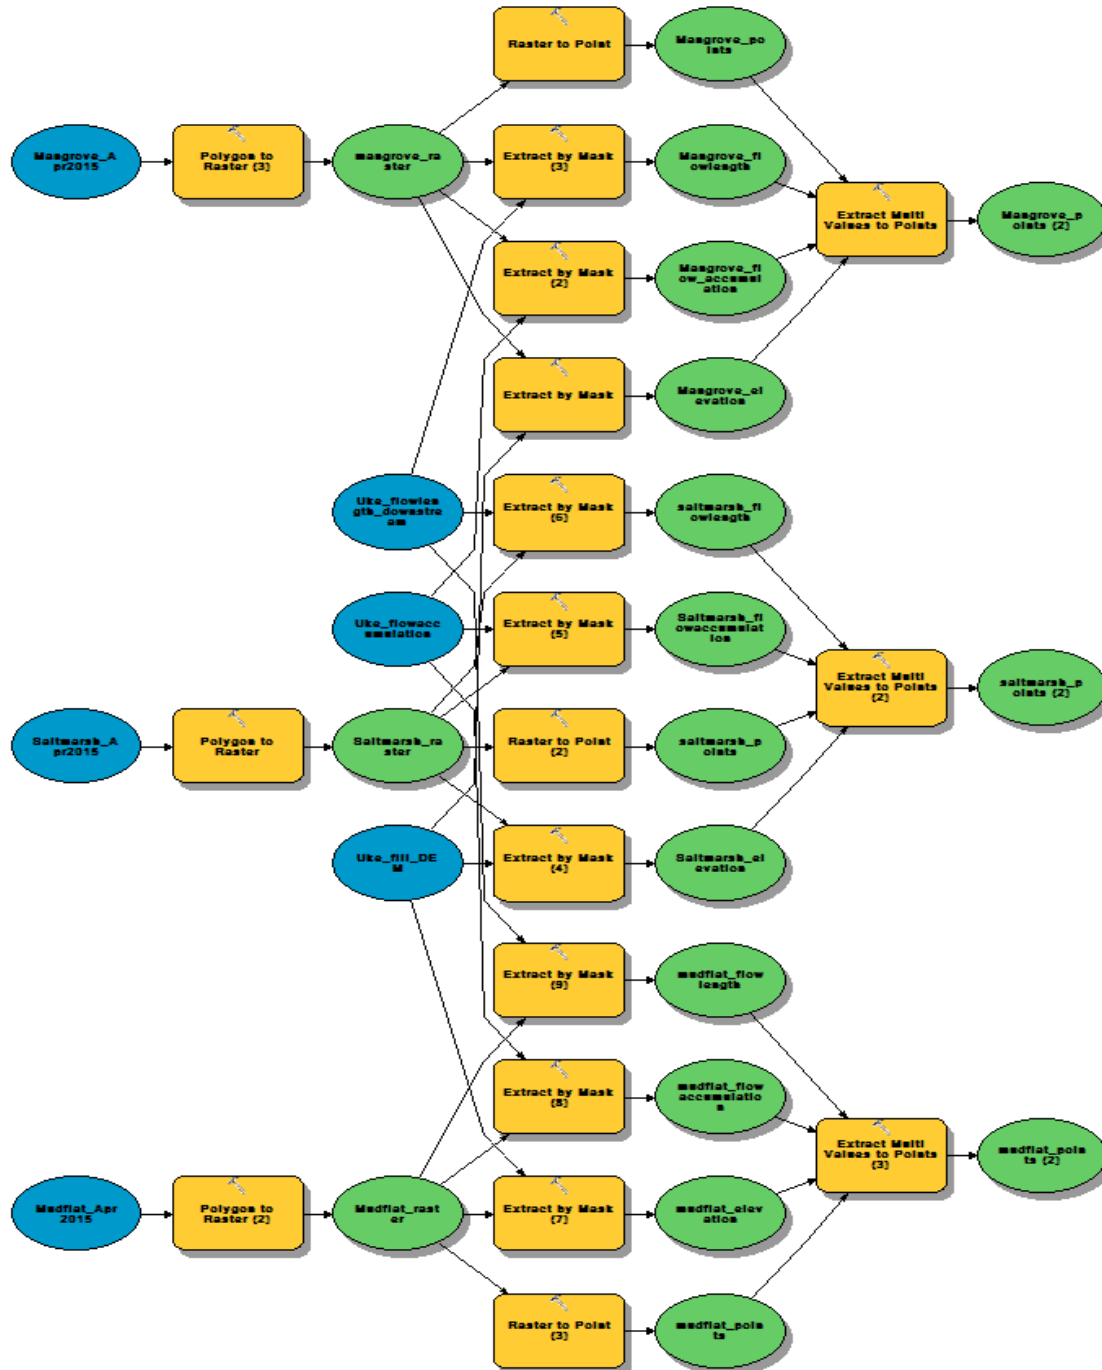 Raster to Point
Mangrove_po
ints
Mangrove_A
pr2015
Polygon to
Raster (3)
mangrove_ra
ster
Extract by Mask
(3)
Mangrove_fl
owlength
Extract Multi
Values to Points
Mangrove_p
oints (2)
Extract by Mask
(2)
Mangrove_fl
ow_accumul
ation
Extract by Mask
Mangrove_el
evation
Uke_flowlen
gth_downstre
am
Extract by Mask
(6)
saltmarsh_fl
owlength
Uke_flowacc
umulation
Extract by Mask
(5)
Saltmarsh_fl
owaccumulat
ion
Extract Multi
Values to Points
(2)
saltmarsh_p
oints (2)
Saltmarsh_A
pr2015
Polygon to
Raster
Saltmarsh_ra
ster
Raster to Point
(2)
saltmarsh_p
oints
Uke_fill_DE
M
Extract by Mask
(4)
Saltmarsh_el
evation
Extract by Mask
(9)
mudflat_flow
length
Extract by Mask
(8)
mudflat_flow
accumulatio
n
Extract Multi
Values to Points
(3)
mudflat_poin
ts (2)
Mudflat_Apr
2015
Polygon to
Raster (2)
Mudflat_rast
er
Extract by Mask
(7)
mudflat_elev
ation
Raster to Point
(3)
mudflat_poin
ts